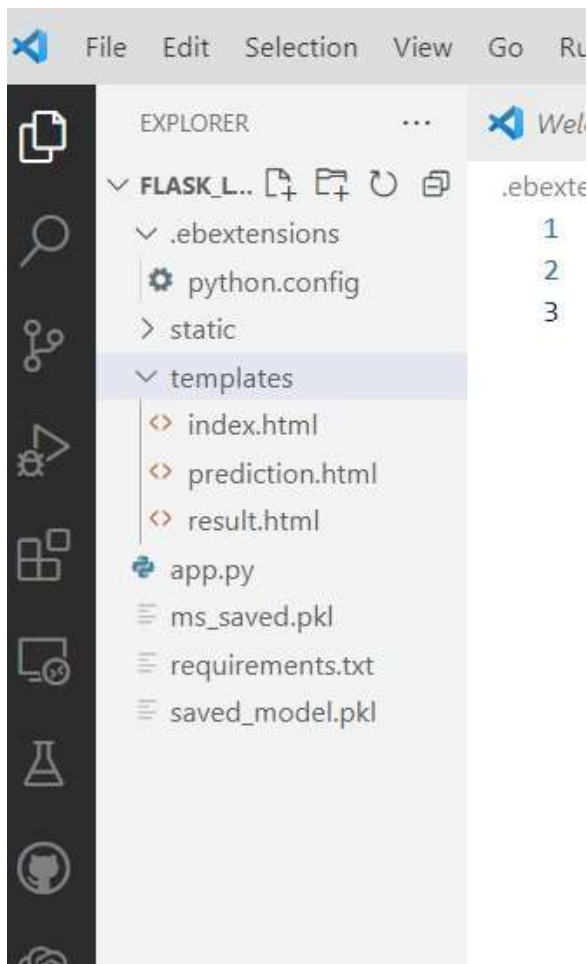 File Edit Selection View Go Ru
EXPLORER ...
FLASK_L...
.ebextensions
python.config
static
templates
index.html
prediction.html
result.html
app.py
ms_saved.pkl
requirements.txt
saved_model.pkl
Wel
.ebexte
1
2
3